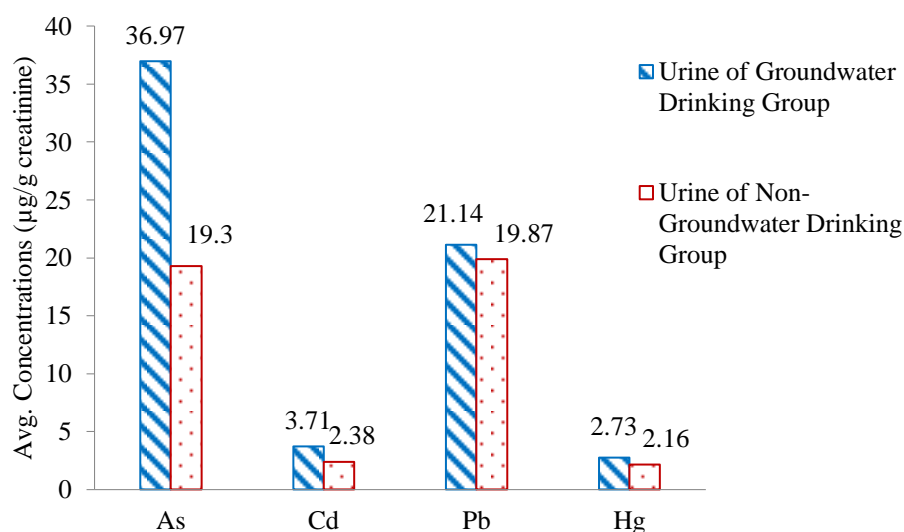 Avg. Concentrations (µg/g creatinine)
40
35
30
25
20
15
10
5
0
36.97
19.3
3.71
2.38
21.14
19.87
2.73
2.16
As
Cd
Pb
Hg
Urine of Groundwater
Drinking Group
Urine of Non-
Groundwater Drinking
Group